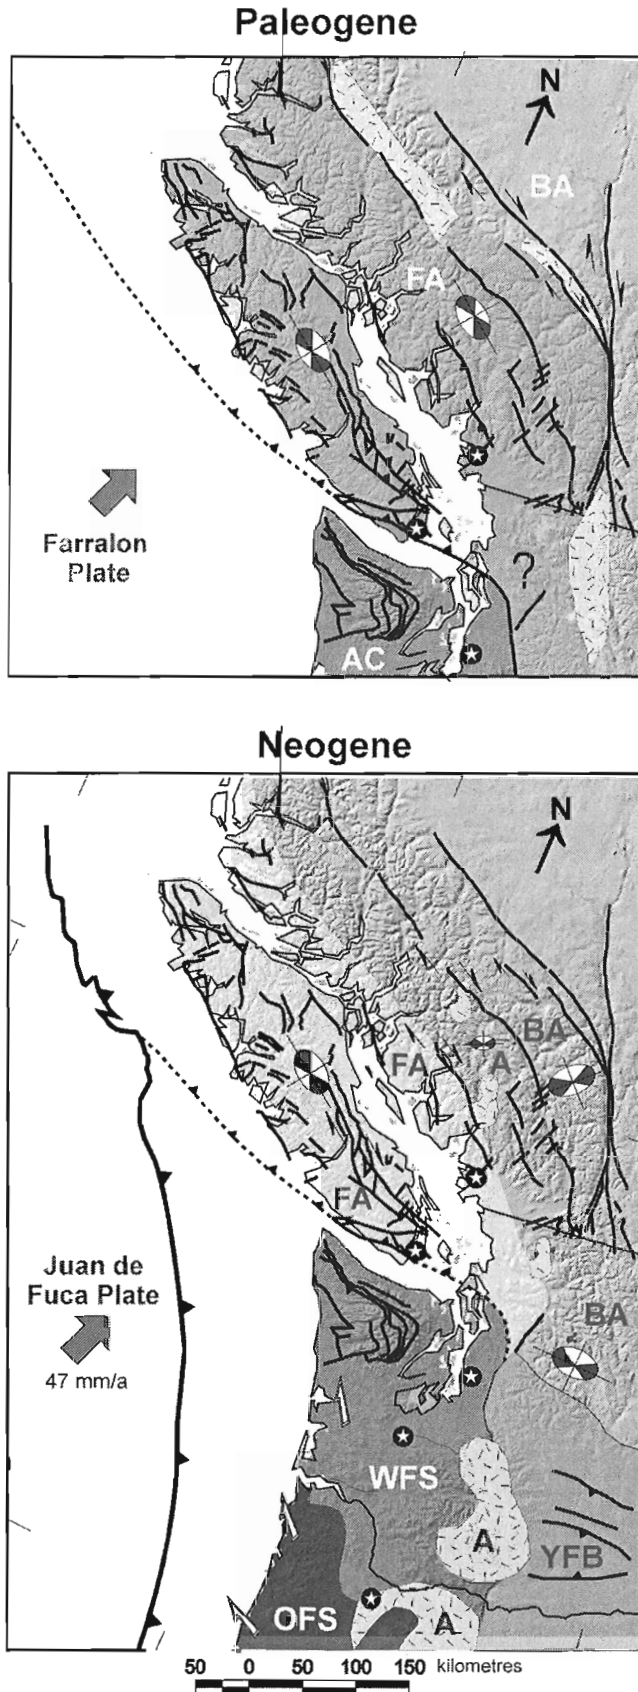 Paleogene
N
BA
FA
Farralon
Plate
?
AC
Neogene
N
BA
FA
A
FA
Juan de
Fuca Plate
47 mm/a
BA
WFS
A
YFB
OFS
A
50 0 50 100 150 kilometres